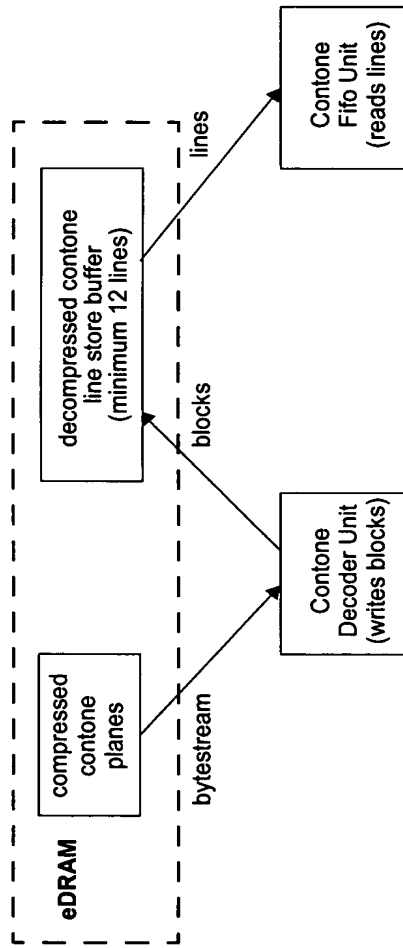 eDRAM
compressed
contone
planes
decompressed contone
line store buffer
(minimum 12 lines)
bytestream
blocks
lines
Contone
Decoder Unit
(writes blocks)
Contone
Fifo Unit
(reads lines)